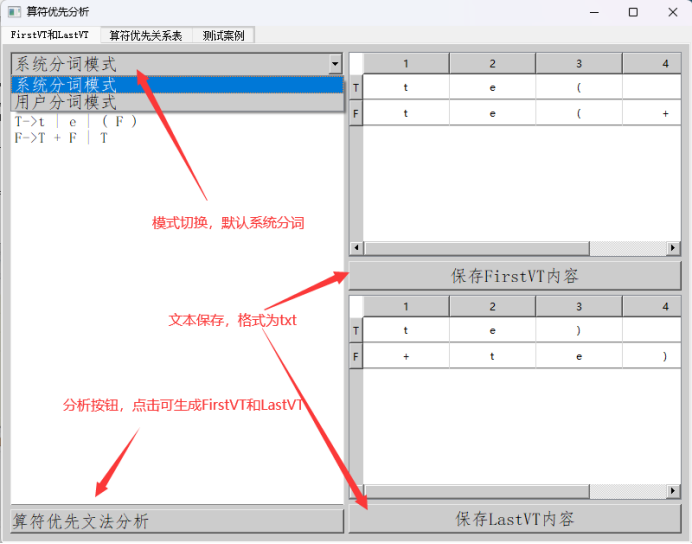 算符优先分析
FirstVT和LastVT 算符优先关系表 测试案例
系统分词模式
系统分词模式
用户分词模式
T->t | e | ( F )
F->T + F | T
模式切换，默认系统分词
文本保存，格式为txt
分析按钮，点击可生成FirstVT和LastVT
算符优先文法分析
1 2 3 4
T t e (
F t e ( +
保存FirstVT内容
1 2 3 4
T t e )
F + t e )
保存LastVT内容